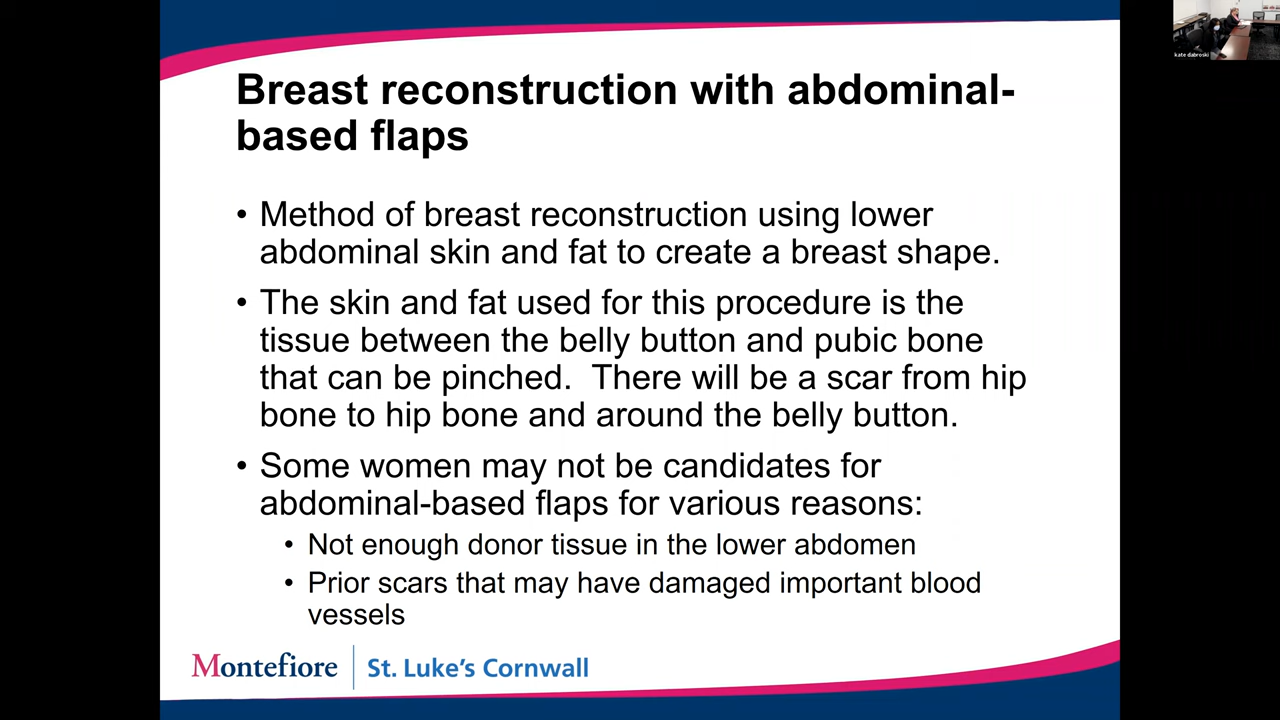 kate dabroski
Breast reconstruction with abdominal-
based flaps
• Method of breast reconstruction using lower
abdominal skin and fat to create a breast shape.
• The skin and fat used for this procedure is the
tissue between the belly button and pubic bone
that can be pinched.  There will be a scar from hip
bone to hip bone and around the belly button.
• Some women may not be candidates for
abdominal-based flaps for various reasons:
• Not enough donor tissue in the lower abdomen
• Prior scars that may have damaged important blood
vessels
Montefiore | St. Luke's Cornwall